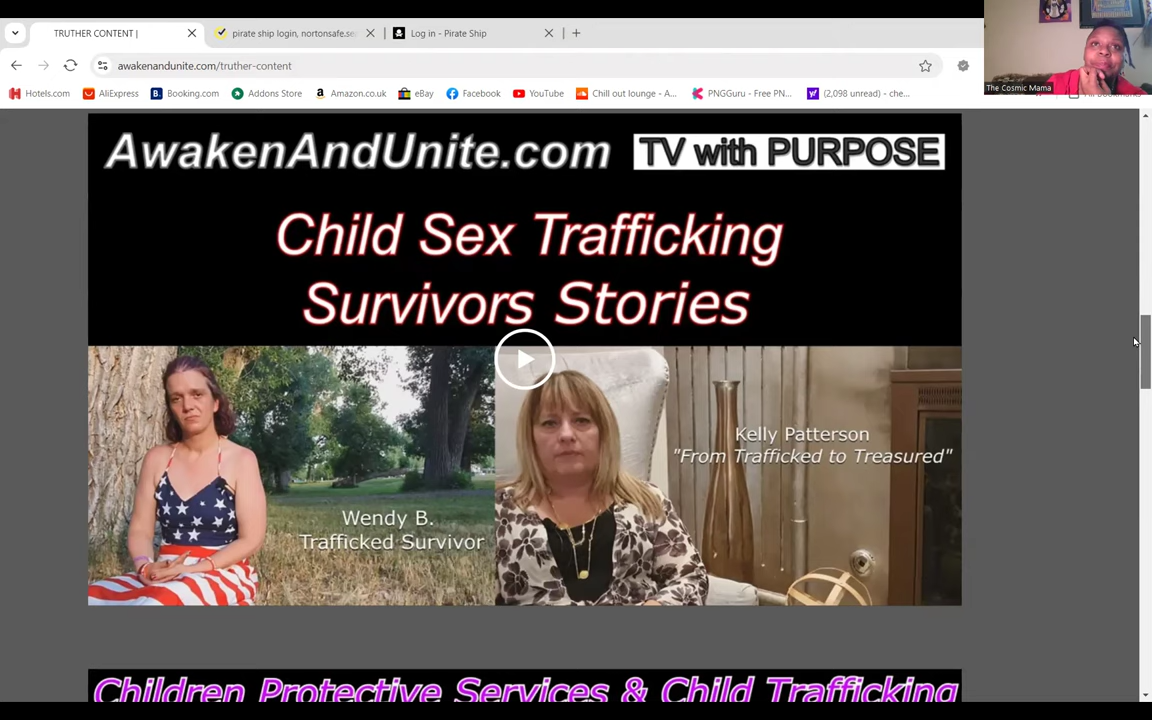 TRUTHER CONTENT |
pirate ship login, nortonsafe.se
Log in - Pirate Ship
awakenandunite.com/truther-content
The Cosmic Mama
Hotels.com
AliExpress
Booking.com
Addons Store
Amazon.co.uk
eBay
Facebook
YouTube
Chill out lounge - A...
PNGGuru - Free PN...
(2,098 unread) - che...
AwakenAndUnite.com
TV with PURPOSE
Child Sex Trafficking
Survivors Stories
Kelly Patterson
"From Trafficked to Treasured"
Wendy B.
Trafficked Survivor
Children Protective Services & Child Trafficking